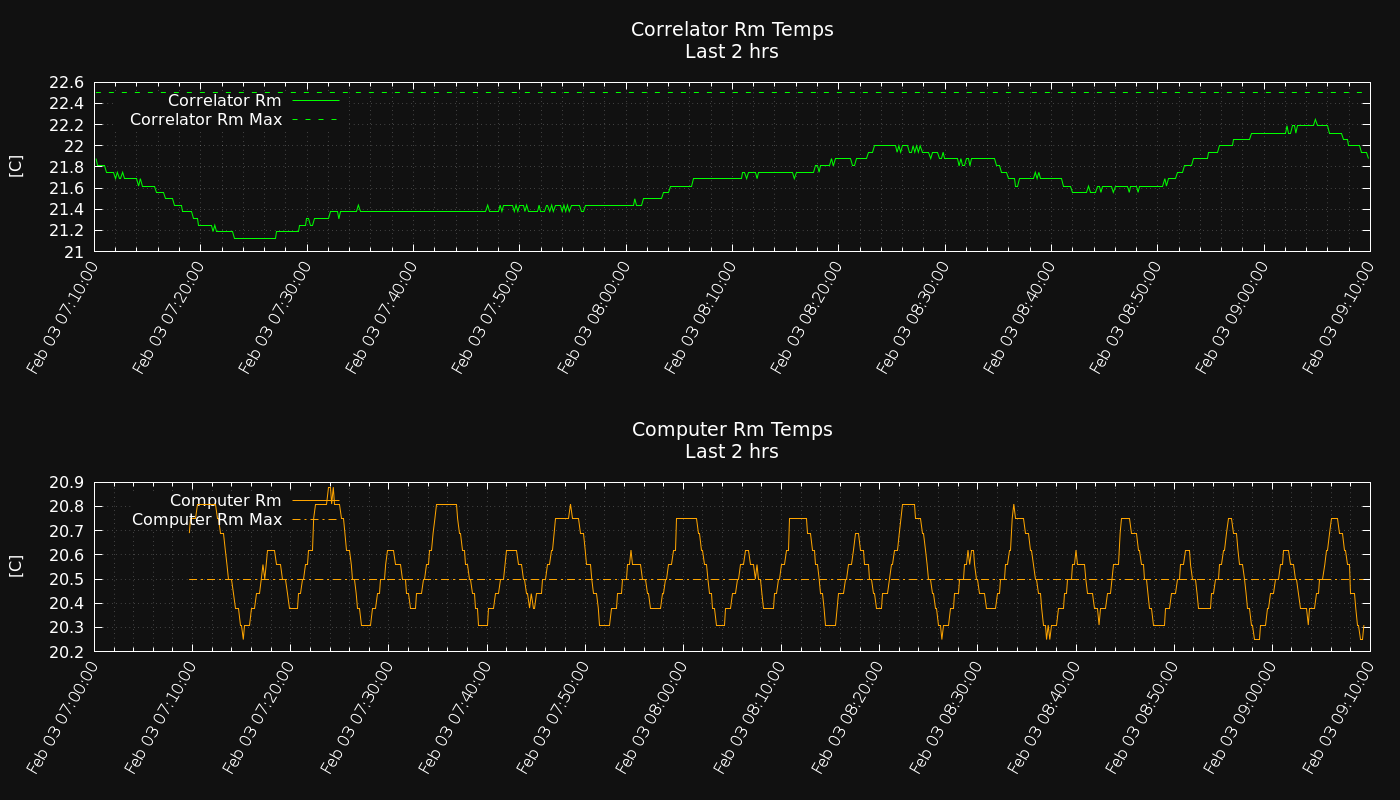 Correlator Rm Temps
Last 2 hrs
22.6
22.4
22.2
22
21.8
21.6
21.4
21.2
21
[C]
Correlator Rm
Correlator Rm Max
Feb 03 07:10:00
Feb 03 07:20:00
Feb 03 07:30:00
Feb 03 07:40:00
Feb 03 07:50:00
Feb 03 08:00:00
Feb 03 08:10:00
Feb 03 08:20:00
Feb 03 08:30:00
Feb 03 08:40:00
Feb 03 08:50:00
Feb 03 09:00:00
Feb 03 09:10:00
Computer Rm Temps
Last 2 hrs
20.9
20.8
20.7
20.6
20.5
20.4
20.3
20.2
[C]
Computer Rm
Computer Rm Max
Feb 03 07:00:00
Feb 03 07:10:00
Feb 03 07:20:00
Feb 03 07:30:00
Feb 03 07:40:00
Feb 03 07:50:00
Feb 03 08:00:00
Feb 03 08:10:00
Feb 03 08:20:00
Feb 03 08:30:00
Feb 03 08:40:00
Feb 03 08:50:00
Feb 03 09:00:00
Feb 03 09:10:00